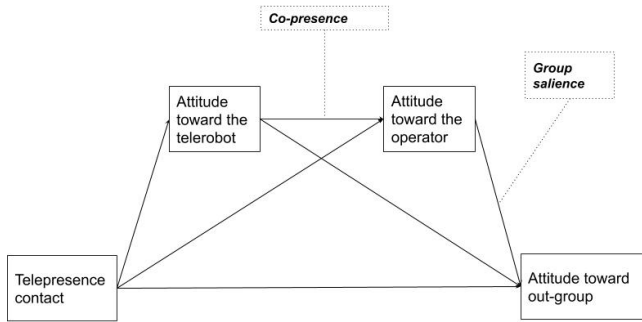 Co-presence
Group
salience
Attitude
toward the
telerobot
Attitude
toward the
operator
Telepresence
contact
Attitude toward
out-group